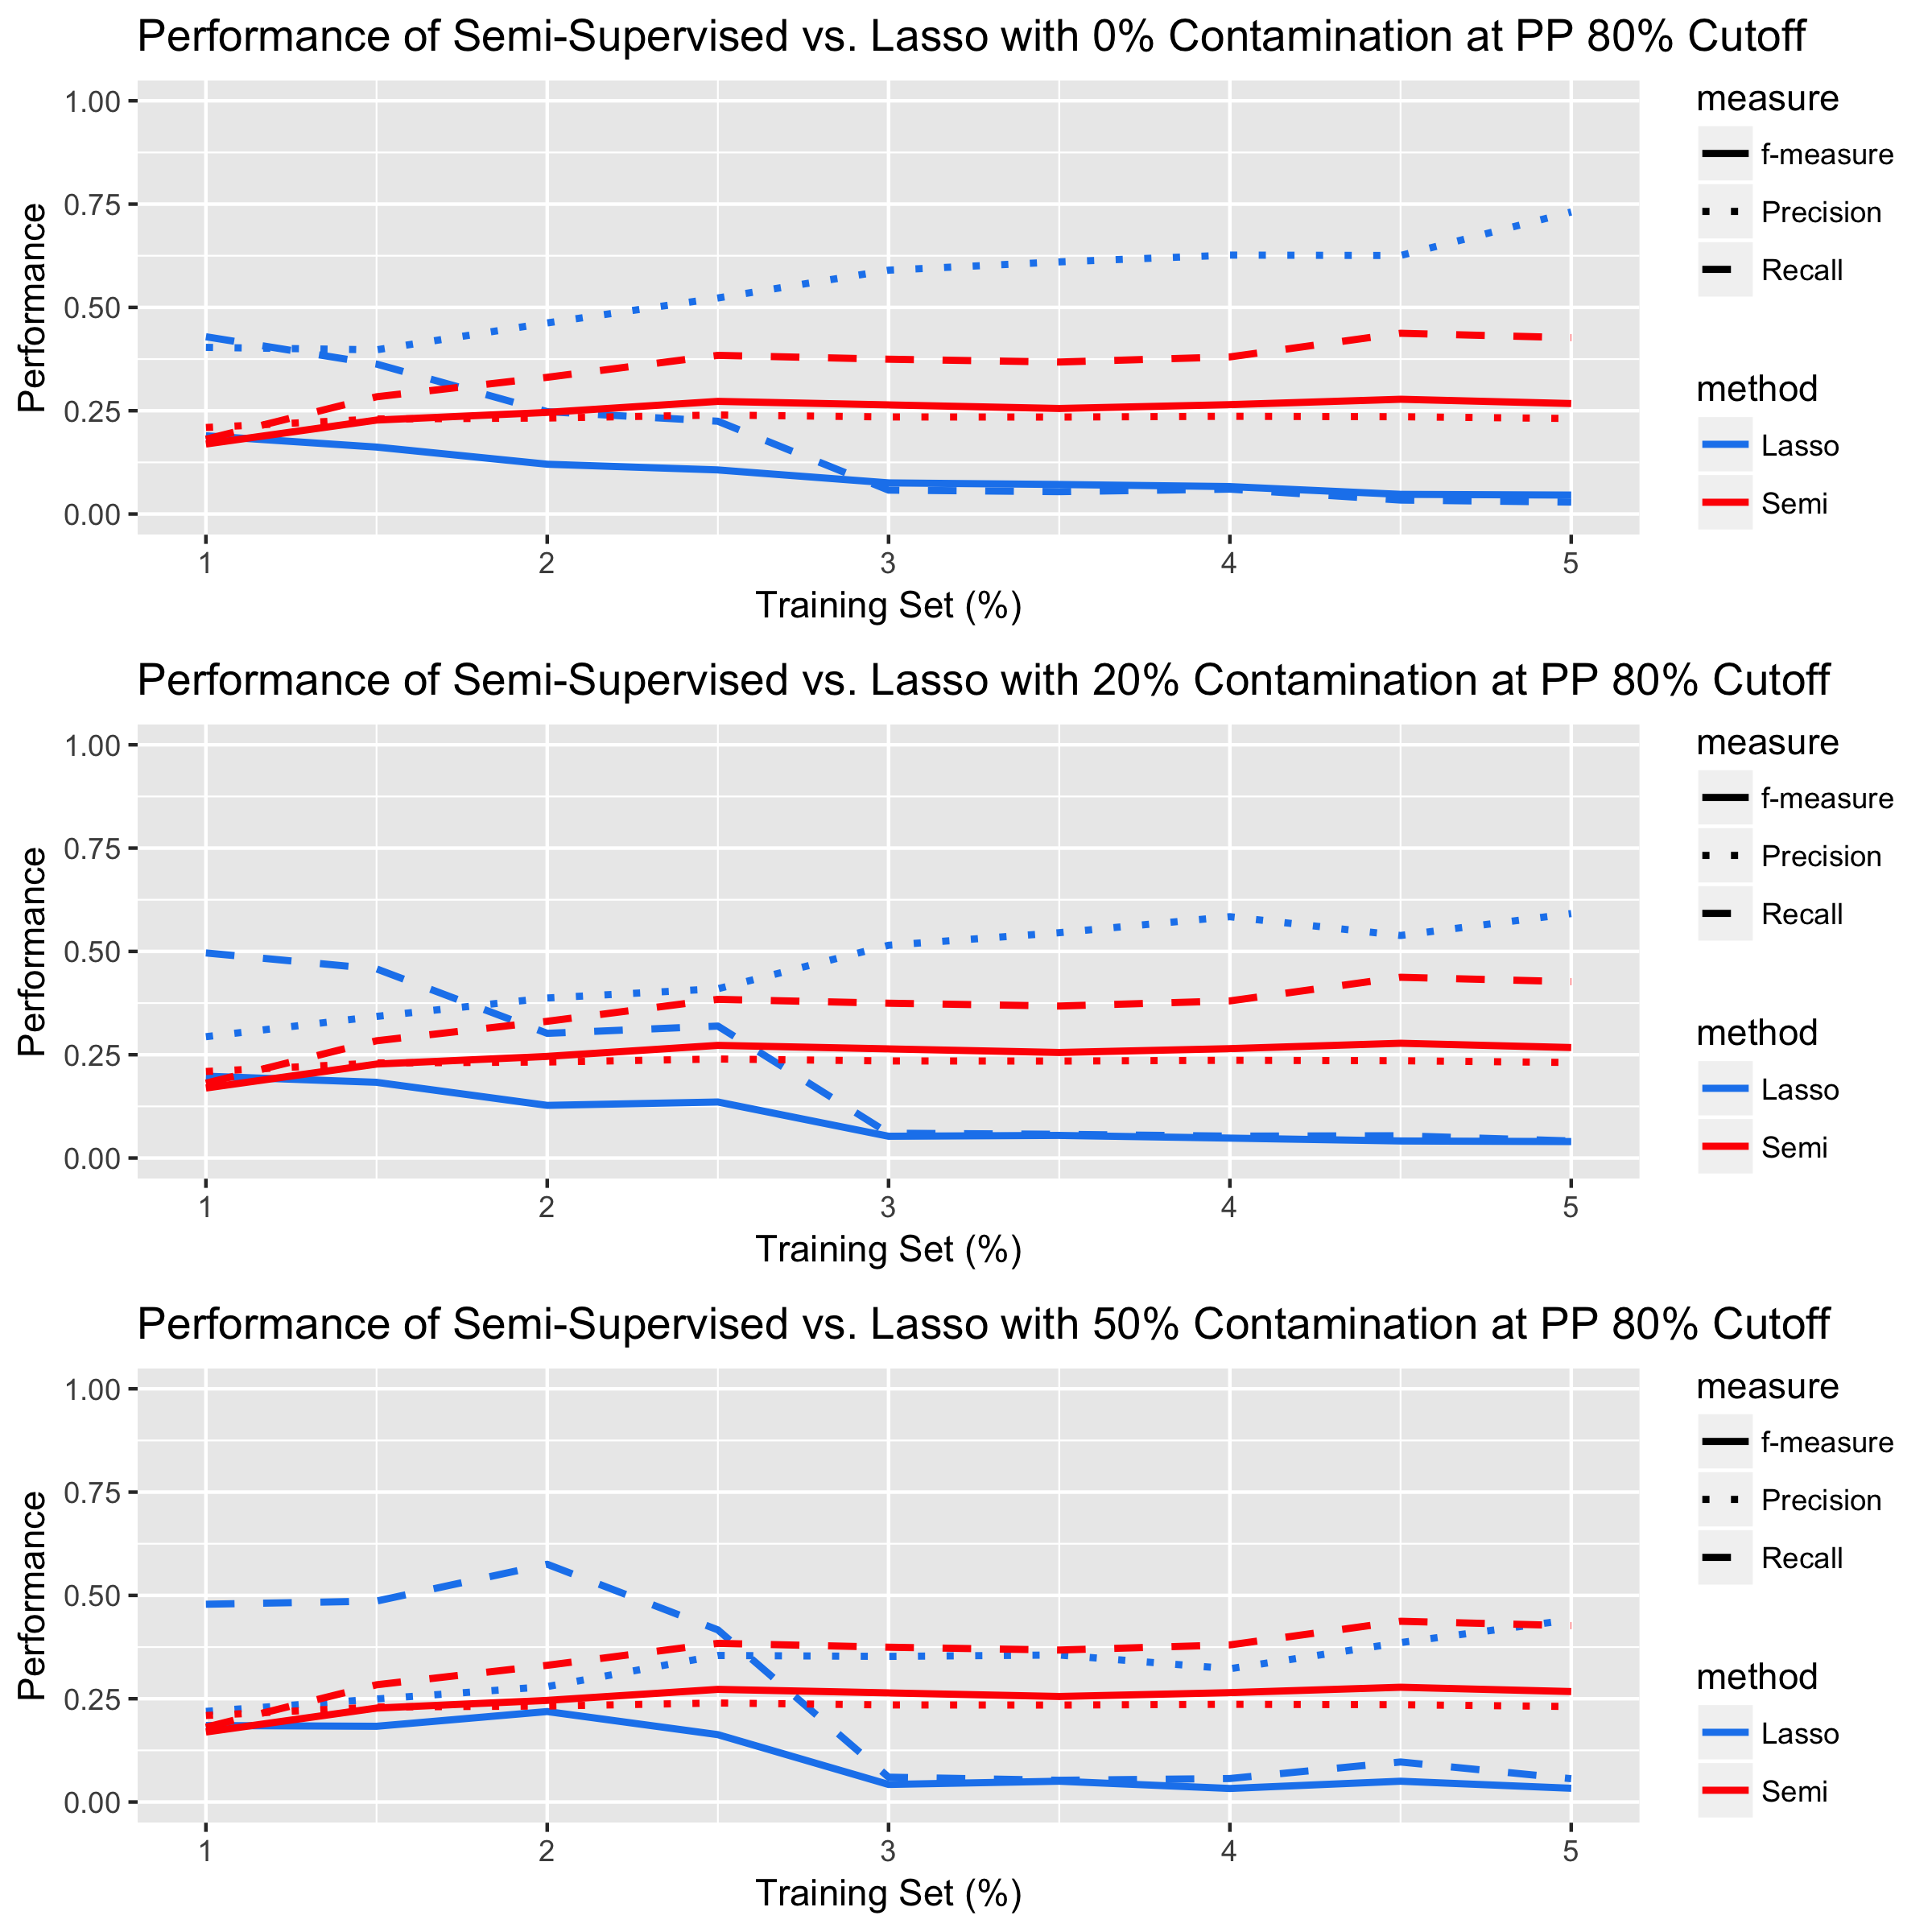 Performance of Semi-Supervised vs. Lasso with 0% Contamination at PP 80% Cutoff
1.00
0.75
0.50
0.25
0.00
Performance
1 2 3 4 5
Training Set (%)
measure
f-measure
Precision
Recall
method
Lasso
Semi
Performance of Semi-Supervised vs. Lasso with 20% Contamination at PP 80% Cutoff
1.00
0.75
0.50
0.25
0.00
Performance
1 2 3 4 5
Training Set (%)
measure
f-measure
Precision
Recall
method
Lasso
Semi
Performance of Semi-Supervised vs. Lasso with 50% Contamination at PP 80% Cutoff
1.00
0.75
0.50
0.25
0.00
Performance
1 2 3 4 5
Training Set (%)
measure
f-measure
Precision
Recall
method
Lasso
Semi